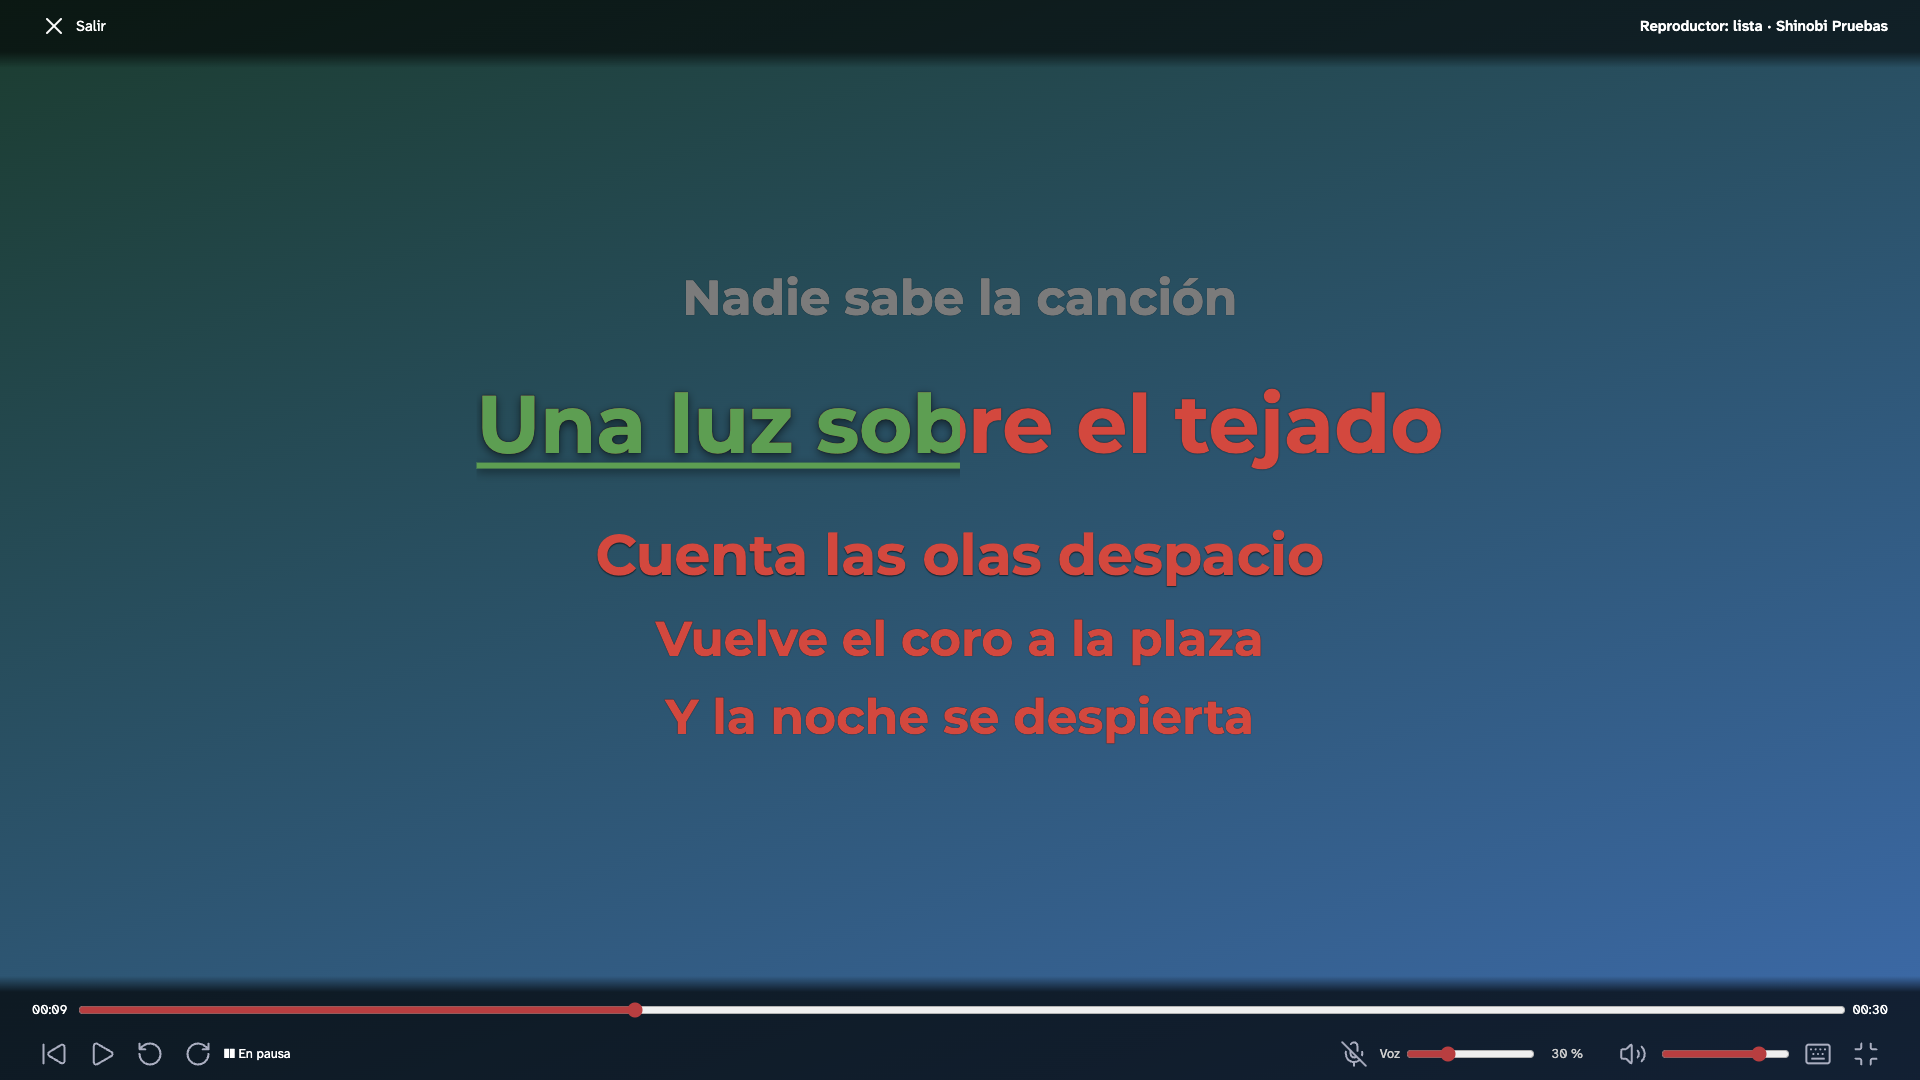 Salir
Reproductor: lista · Shinobi Pruebas
Nadie sabe la canción
Una luz sobre el tejado
Cuenta las olas despacio
Vuelve el coro a la plaza
Y la noche se despierta
00:09
00:30
En pausa
Voz
30 %